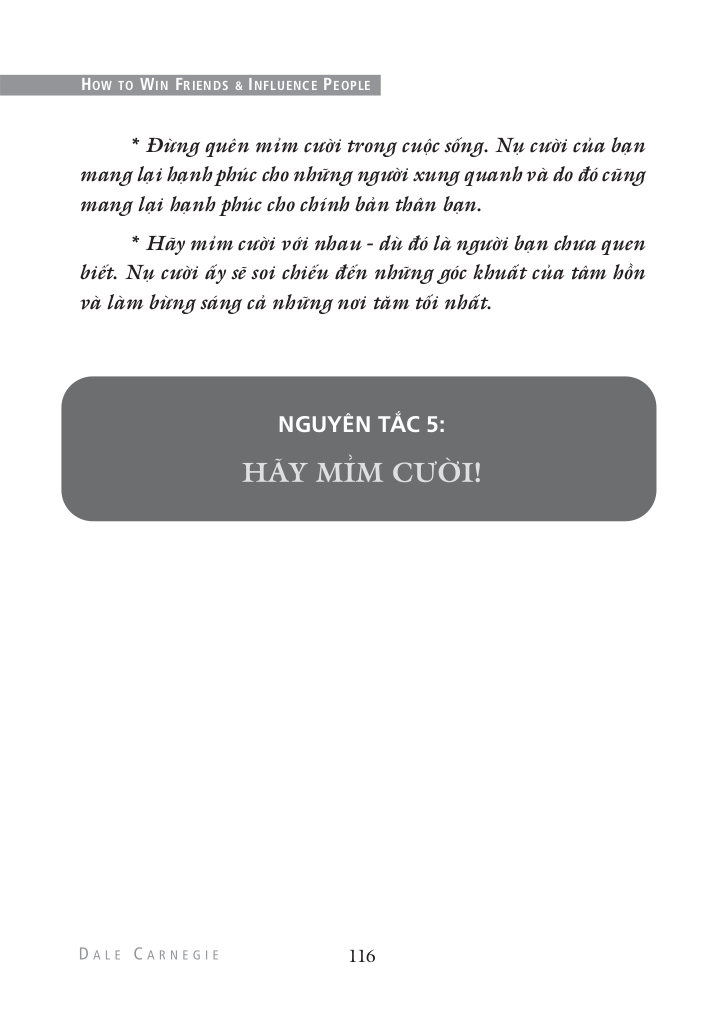 HOW TO WIN FRIENDS & INFLUENCE PEOPLE
* Đừng quên mỉm cười trong cuộc sống. Nụ cười của bạn
mang lại hạnh phúc cho những người xung quanh và do đó cũng
mang lại hạnh phúc cho chính bản thân bạn.
* Hãy mỉm cười với nhau - dù đó là người bạn chưa quen
biết. Nụ cười ấy sẽ soi chiếu đến những góc khuất của tâm hồn
và làm bừng sáng cả những nơi tăm tối nhất.
NGUYÊN TẮC 5:
HÃY MỈM CƯỜI!
DALE CARNEGIE
116